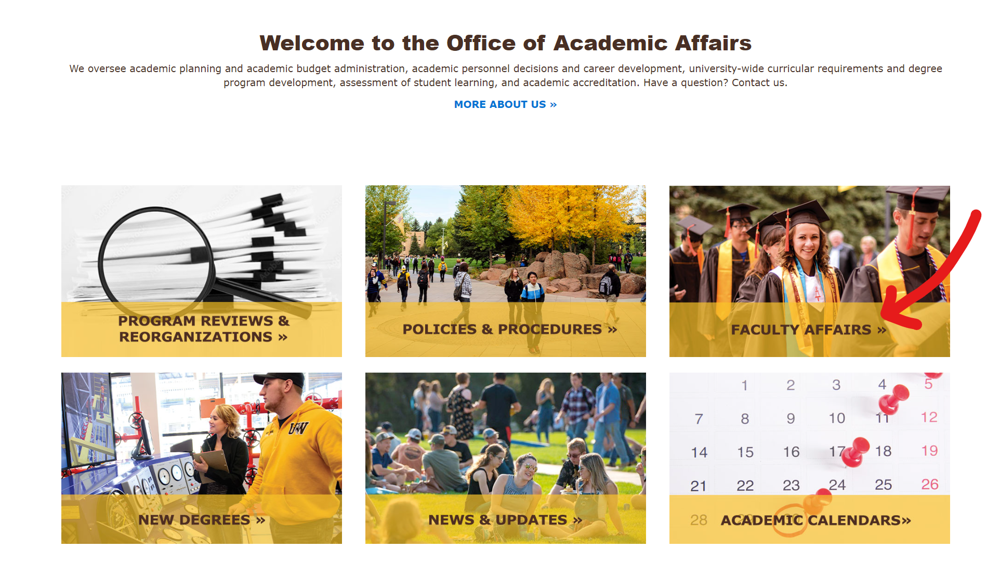 Welcome to the Office of Academic Affairs
We oversee academic planning and academic budget administration, academic personnel decisions and career development, university-wide curricular requirements and degree
program development, assessment of student learning, and academic accreditation. Have a question? Contact us.
MORE ABOUT US »
PROGRAM REVIEWS &
REORGANIZATIONS »
POLICIES & PROCEDURES »
FACULTY AFFAIRS »
UW
NEW DEGREES »
VICTORIA
NEWS & UPDATES »
1 2 3 4 5
7 8 9 10 11 12
14 15 16 17 18 19
21 22 23 24 25 26
28 29 30
ACADEMIC CALENDARS»